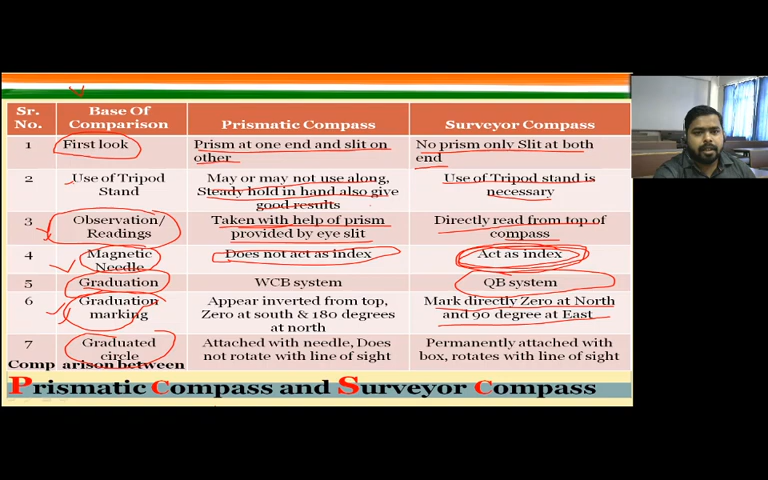 Sr. No.
Base Of Comparison
Prismatic Compass
Surveyor Compass
1
First look
Prism at one end and slit on
other
No prism only Slit at both
end
2
Use of Tripod
Stand
May or may not use along,
Steady hold in hand also give
good results
Use of Tripod stand is
necessary
3
Observation/
Readings
Taken with help of prism
provided by eye slit
Directly read from top of
compass
4
Magnetic
Needle
Does not act as index
Act as index
5
Graduation
WCB system
QB system
6
Graduation
marking
Appear inverted from top,
Zero at south & 180 degrees
at north
Mark directly Zero at North
and 90 degree at East
7
Graduated
circle
Attached with needle, Does
not rotate with line of sight
Permanently attached with
box, rotates with line of sight
Comparison between
Prismatic Compass and Surveyor Compass